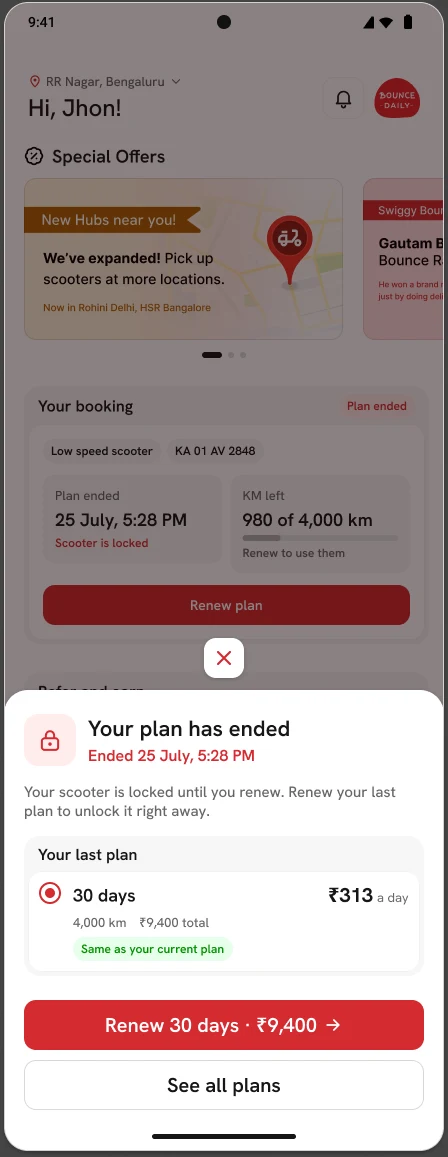 9:41
RR Nagar, Bengaluru
Hi, Jhon!
BOUNCE
DAILY
Special Offers
New Hubs near you!
We've expanded! Pick up
scooters at more locations.
Now in Rohini Delhi, HSR Bangalore
Swiggy Bour
Gautam B
Bounce R
He won a brand n
just by doing deli
Your booking
Plan ended
Low speed scooter
KA 01 AV 2848
Plan ended
25 July, 5:28 PM
Scooter is locked
KM left
980 of 4,000 km
Renew to use them
Renew plan
Refer and earn
Your plan has ended
Ended 25 July, 5:28 PM
Your scooter is locked until you renew. Renew your last
plan to unlock it right away.
Your last plan
30 days
₹313 a day
4,000 km ₹9,400 total
Same as your current plan
Renew 30 days · ₹9,400 →
See all plans